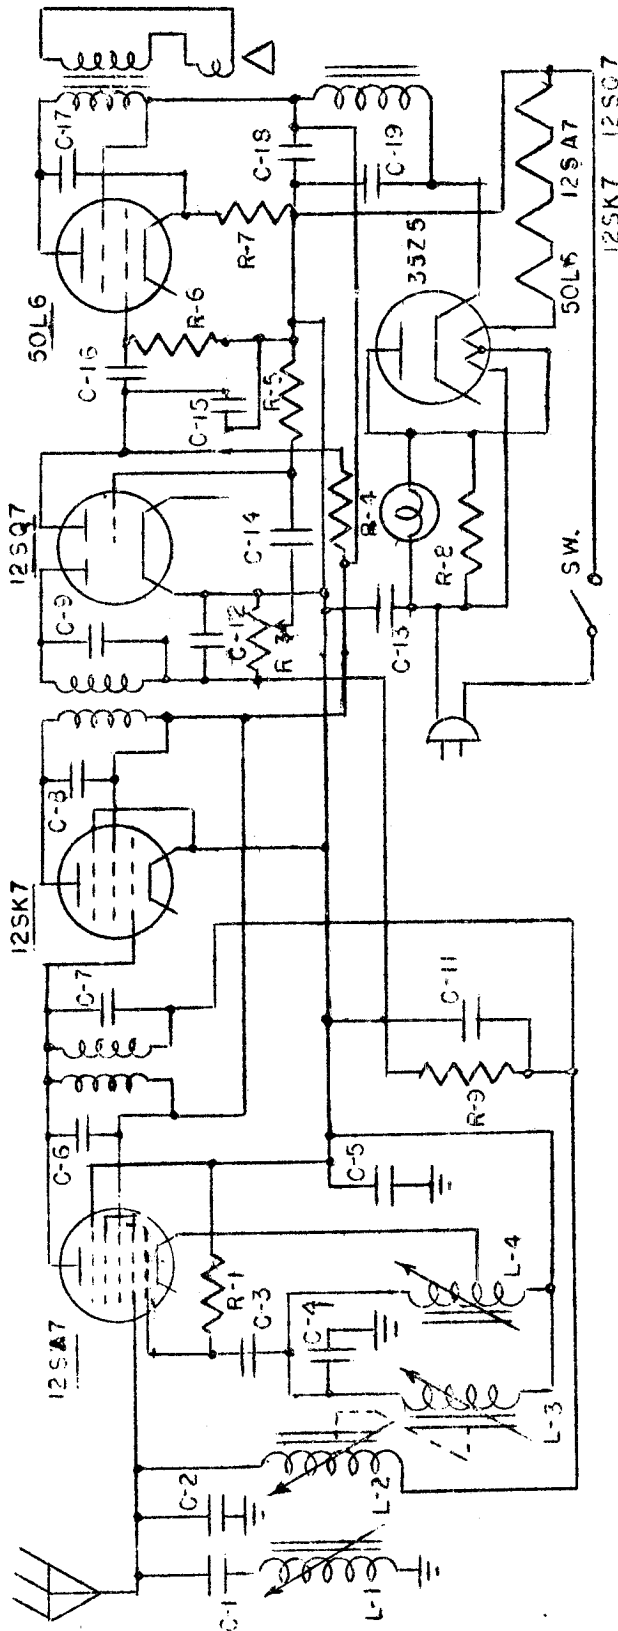 12SA7
12SK7
12SQ7
50L6
C-1
C-2
L-1
L-2
L-3
L-4
C-3
C-4
R-1
C-5
C-6
C-7
R-9
C-11
C-8
C-9
C-12
R 3
C-13
C-14
R-4
R-8
C-15
R-5
C-16
R-6
R-7
C-17
C-18
C-19
35Z5
SW.
50L6 12SA7
12SK7 12SQ7